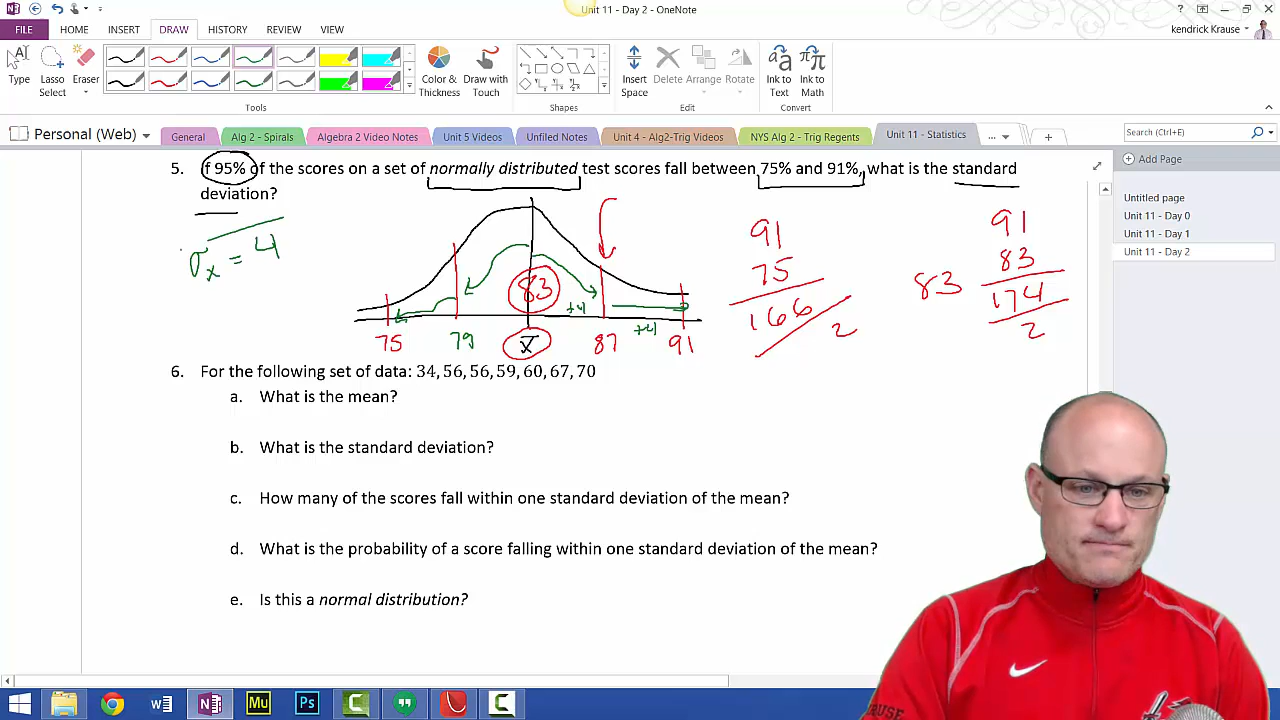 Unit 11 - Day 2 - OneNote
?
FILE HOME INSERT DRAW HISTORY REVIEW VIEW
kendrick Krause
Type Lasso Select Eraser Color & Thickness Draw with Touch Insert Space Delete Arrange Rotate Ink to Text Ink to Math
Tools Shapes Edit Convert
Personal (Web) General Alg 2 - Spirals Algebra 2 Video Notes Unit 5 Videos Unfiled Notes Unit 4 - Alg2-Trig Videos NYS Alg 2 - Trig Regents Unit 11 - Statistics ... + Search (Ctrl+E)
Add Page
Untitled page
Unit 11 - Day 0
Unit 11 - Day 1
Unit 11 - Day 2
5. If 95% of the scores on a set of normally distributed test scores fall between 75% and 91%, what is the standard
deviation?
σx = 4
83
+4
+4
75 79 x̄ 87 91
91
75
166
2
83
91
83
174
2
6. For the following set of data: 34, 56, 56, 59, 60, 67, 70
a. What is the mean?
b. What is the standard deviation?
c. How many of the scores fall within one standard deviation of the mean?
d. What is the probability of a score falling within one standard deviation of the mean?
e. Is this a normal distribution?
Mu Ps